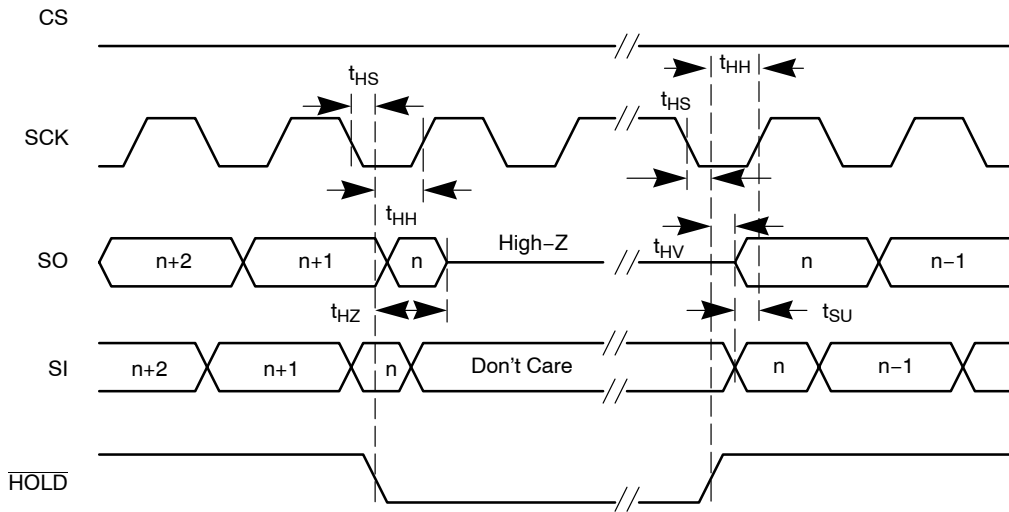 CS
tHS
tHH
tHS
SCK
tHH
SO
n+2
n+1
n
High−Z
tHV
n
n−1
tHZ
tSU
SI
n+2
n+1
n
Don't Care
n
n−1
HOLD